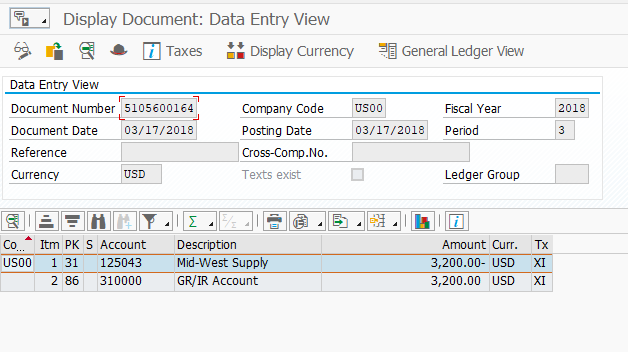 Display Document: Data Entry View
Taxes Display Currency General Ledger View
Data Entry View
Document Number 5105600164 Company Code US00 Fiscal Year 2018
Document Date 03/17/2018 Posting Date 03/17/2018 Period 3
Reference Cross-Comp.No.
Currency USD Texts exist Ledger Group
Co... Itm PK S Account Description Amount Curr. Tx
US00 1 31 125043 Mid-West Supply 3,200.00- USD XI
2 86 310000 GR/IR Account 3,200.00 USD XI